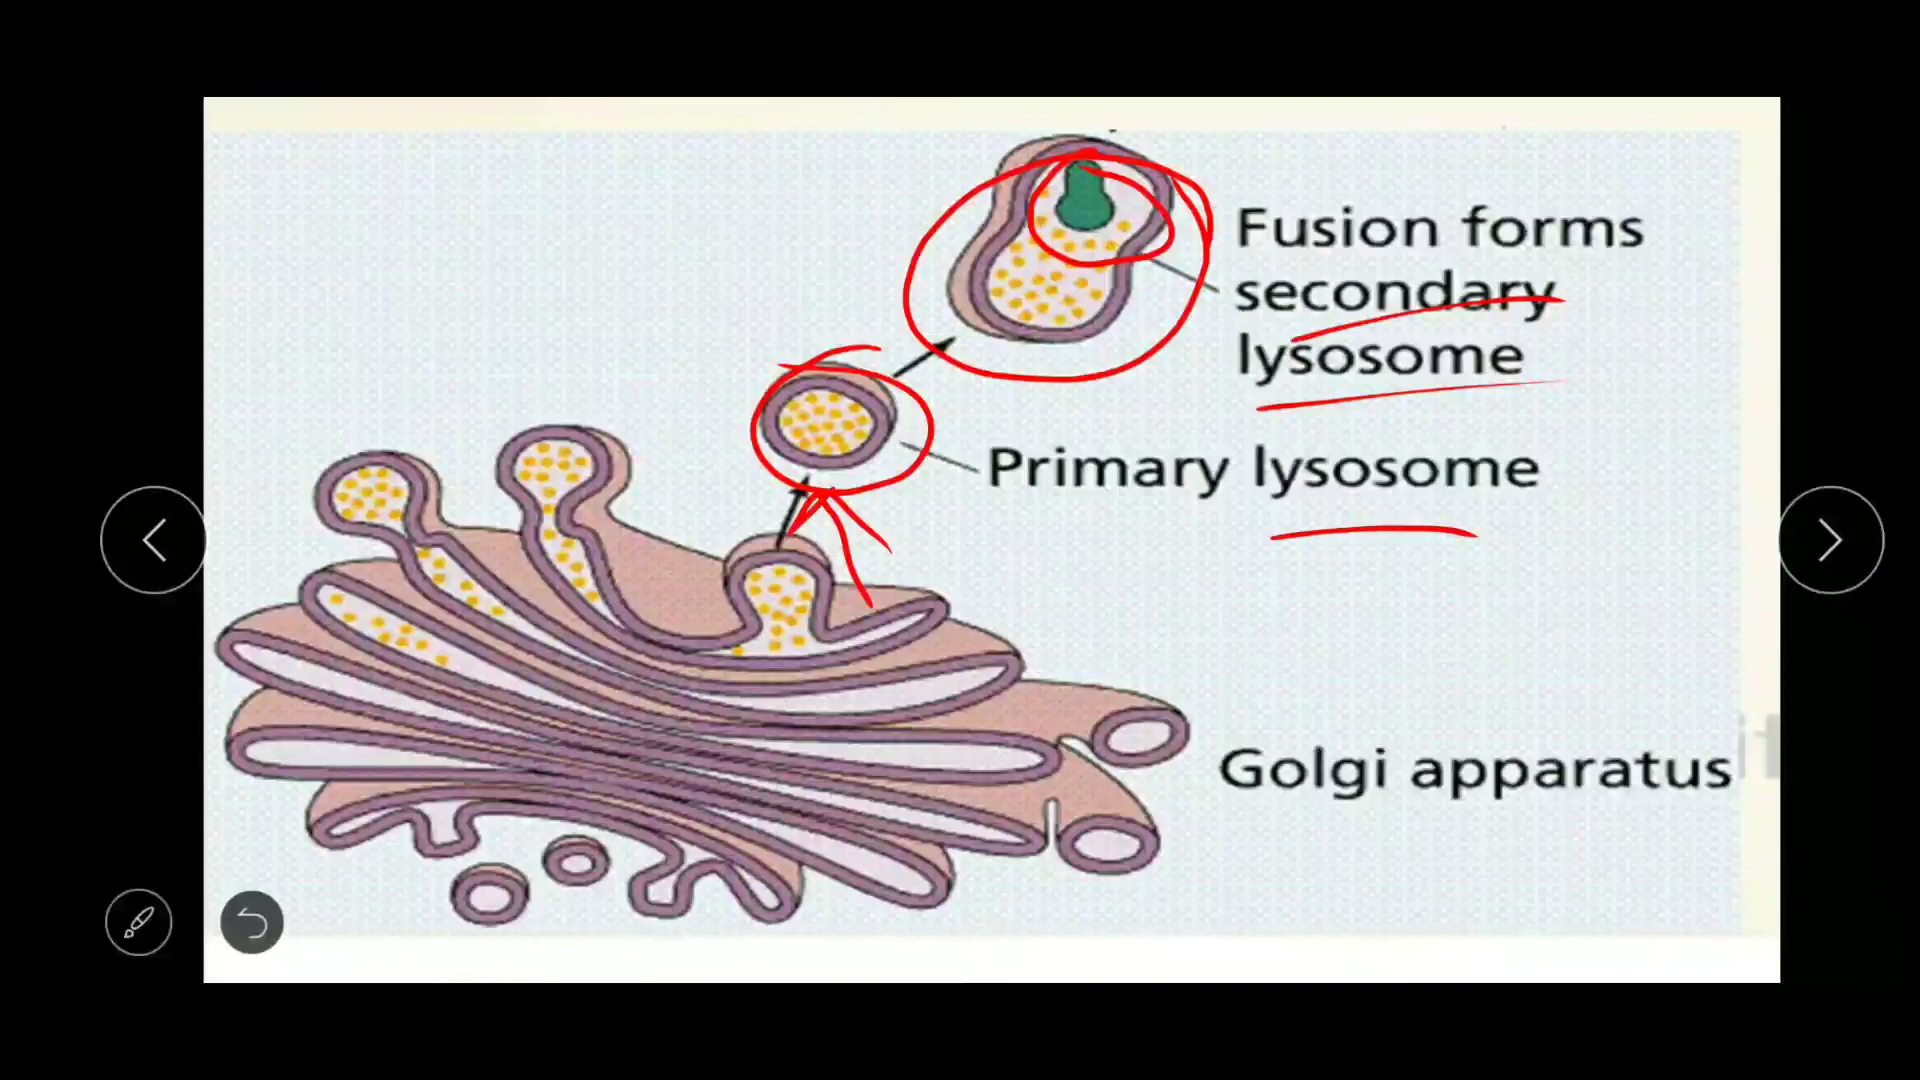 Fusion forms
secondary
lysosome
Primary lysosome
Golgi apparatus